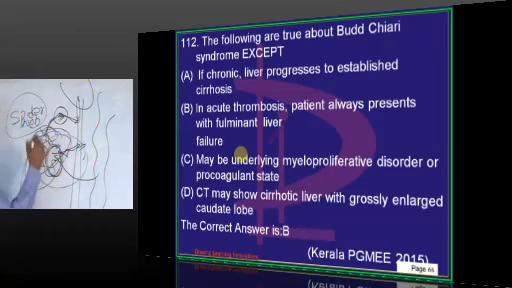 112. The following are true about Budd Chiari
syndrome EXCEPT
(A) If chronic, liver progresses to established
cirrhosis
(B) In acute thrombosis, patient always presents
with fulminant liver
failure
(C) May be underlying myeloproliferative disorder or
procoagulant state
(D) CT may show cirrhotic liver with grossly enlarged
caudate lobe
The Correct Answer is:B
(Kerala PGMEE 2015)
Page 66